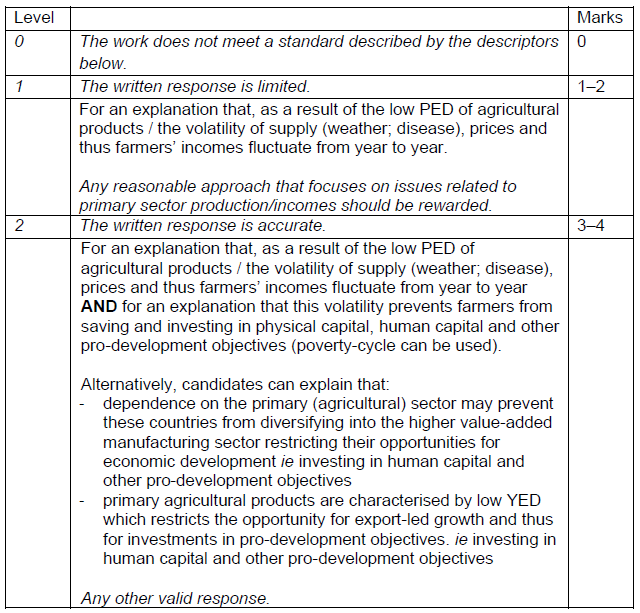 Level Marks
0 The work does not meet a standard described by the descriptors 0
below.
1 The written response is limited. 1–2
For an explanation that, as a result of the low PED of agricultural
products / the volatility of supply (weather; disease), prices and
thus farmers’ incomes fluctuate from year to year.
Any reasonable approach that focuses on issues related to
primary sector production/incomes should be rewarded.
2 The written response is accurate. 3–4
For an explanation that, as a result of the low PED of
agricultural products / the volatility of supply (weather; disease),
prices and thus farmers’ incomes fluctuate from year to year
AND for an explanation that this volatility prevents farmers from
saving and investing in physical capital, human capital and other
pro-development objectives (poverty-cycle can be used).
Alternatively, candidates can explain that:
- dependence on the primary (agricultural) sector may prevent
these countries from diversifying into the higher value-added
manufacturing sector restricting their opportunities for
economic development ie investing in human capital and
other pro-development objectives
- primary agricultural products are characterised by low YED
which restricts the opportunity for export-led growth and thus
for investments in pro-development objectives. ie investing in
human capital and other pro-development objectives
Any other valid response.